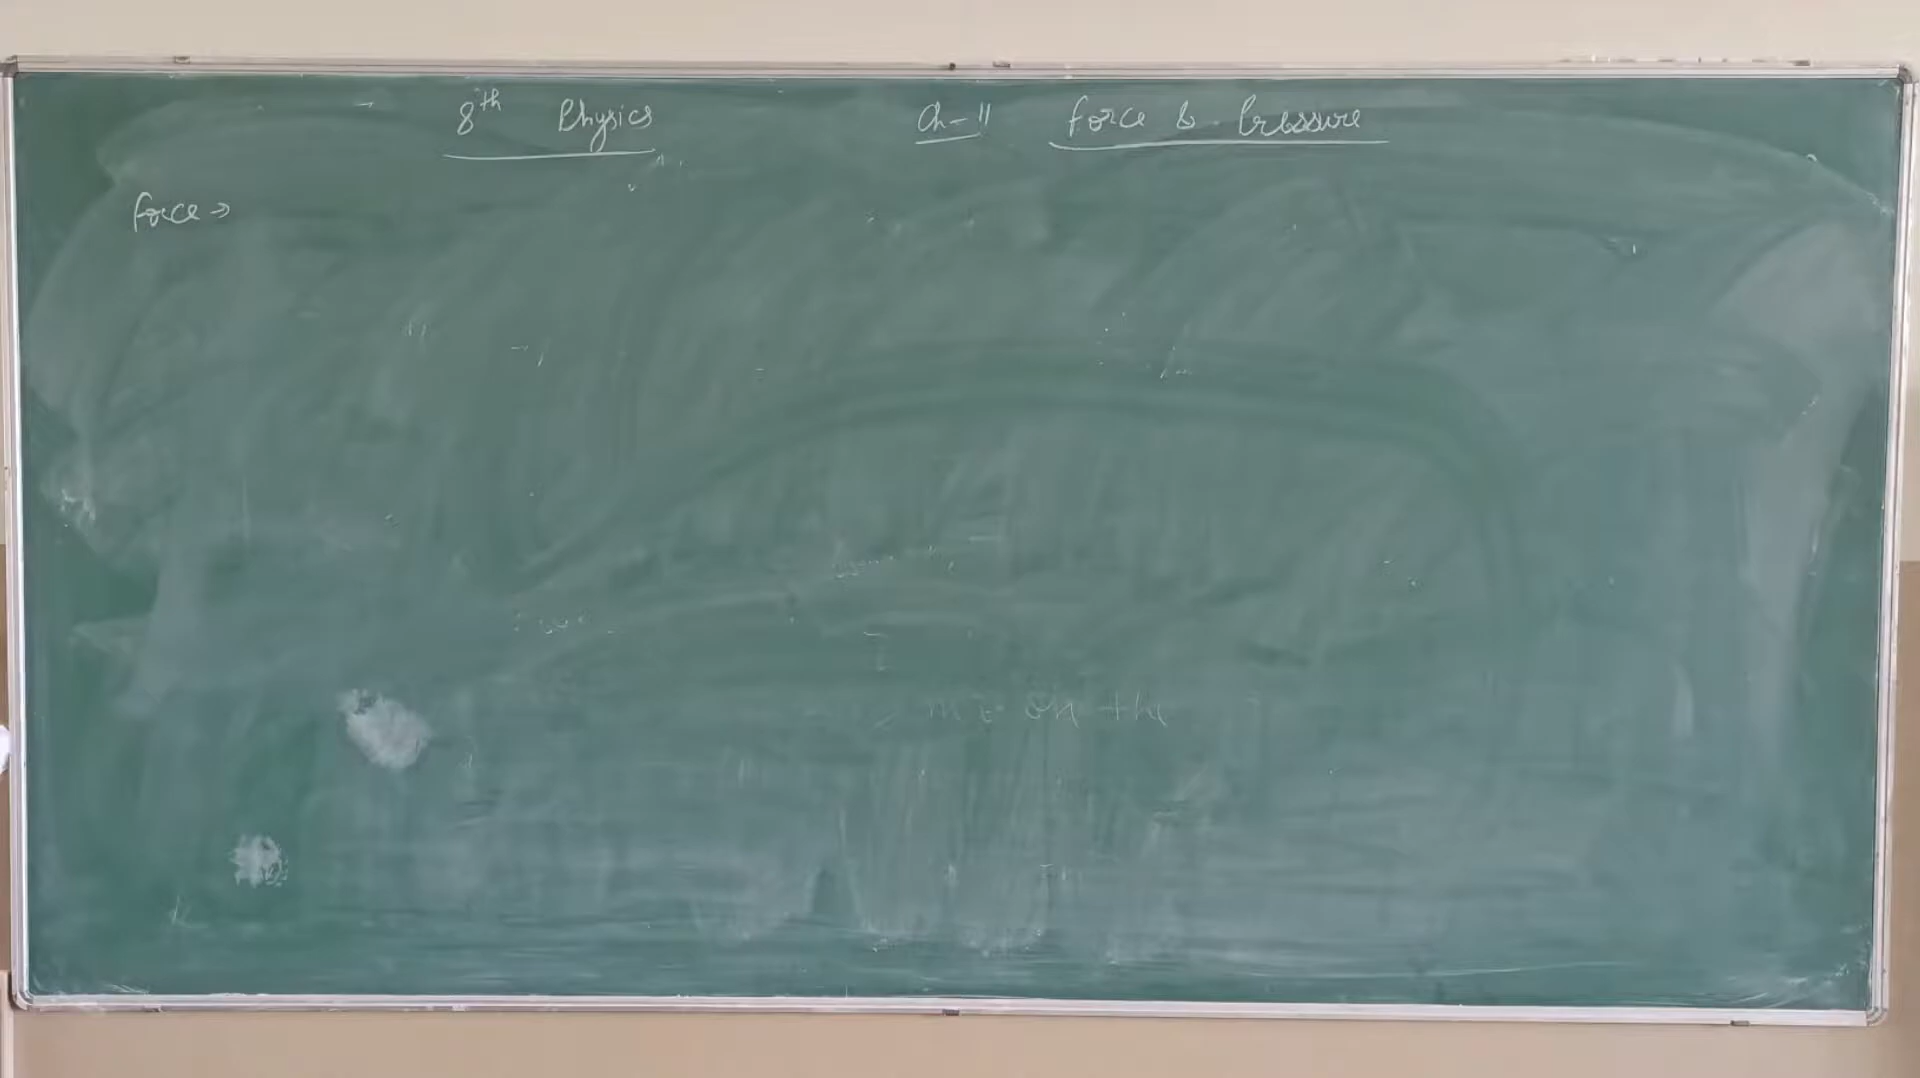 8th Physics Ch-11 Force & Pressure
Force →